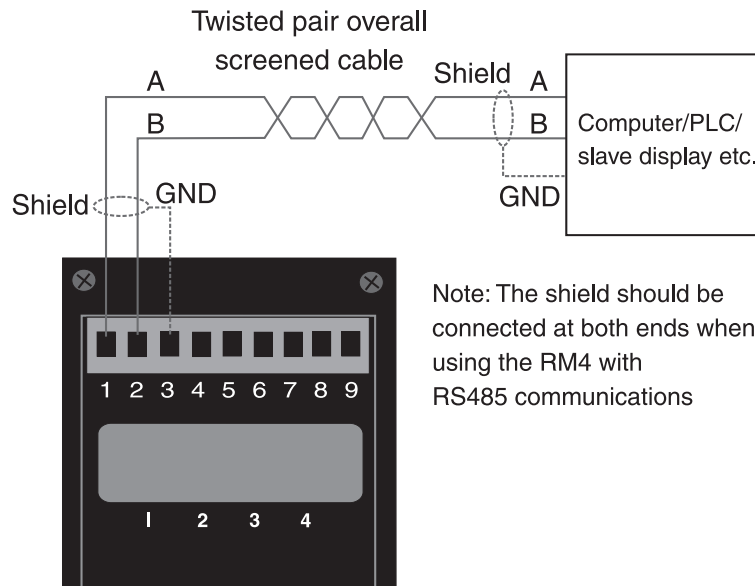 Twisted pair overall
screened cable
Shield
A
A
B
B
Computer/PLC/
slave display etc.
GND
Shield
GND
Note: The shield should be
connected at both ends when
using the RM4 with
RS485 communications
1 2 3 4 5 6 7 8 9
I 2 3 4